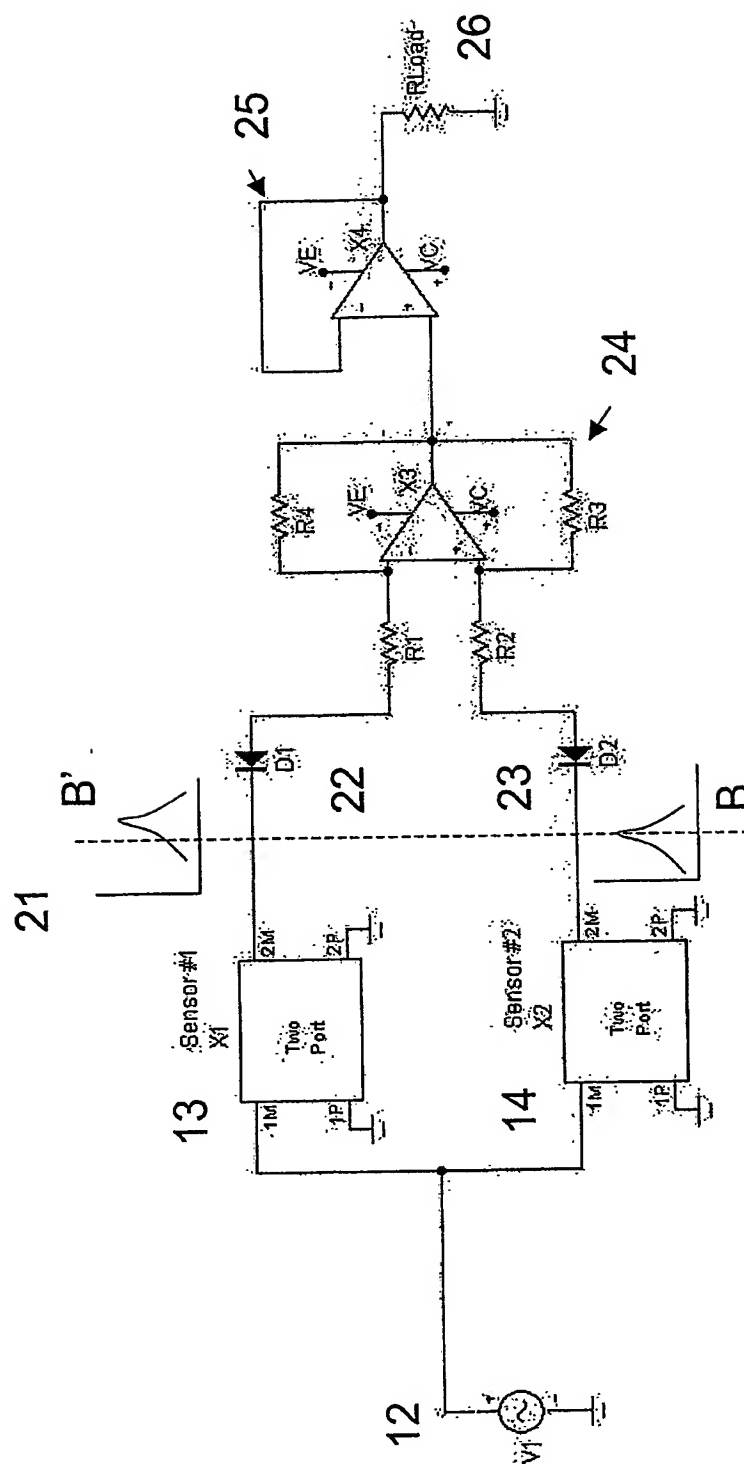 21
B'
25
26
RLoad
Sensor #1
X1
13
Two
Port
1M
1P
2M
2P
D1
22
R1
R4
VE
X3
VC
-
+
VE
X4
VC
-
+
12
V1
+
-
14
Sensor #2
X2
Two
Port
1M
1P
2M
2P
23
D2
R2
R3
24
B